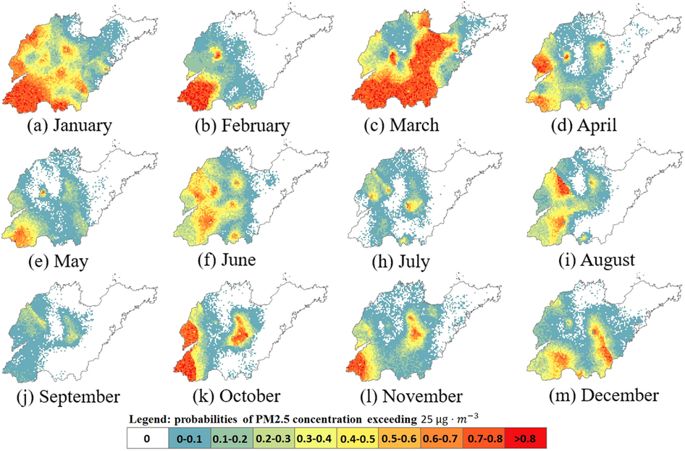 (a) January (b) February (c) March (d) April
(e) May (f) June (h) July (i) August
(j) September (k) October (l) November (m) December
Legend: probabilities of PM2.5 concentration exceeding 25 μg · m⁻³
0 0-0.1 0.1-0.2 0.2-0.3 0.3-0.4 0.4-0.5 0.5-0.6 0.6-0.7 0.7-0.8 >0.8